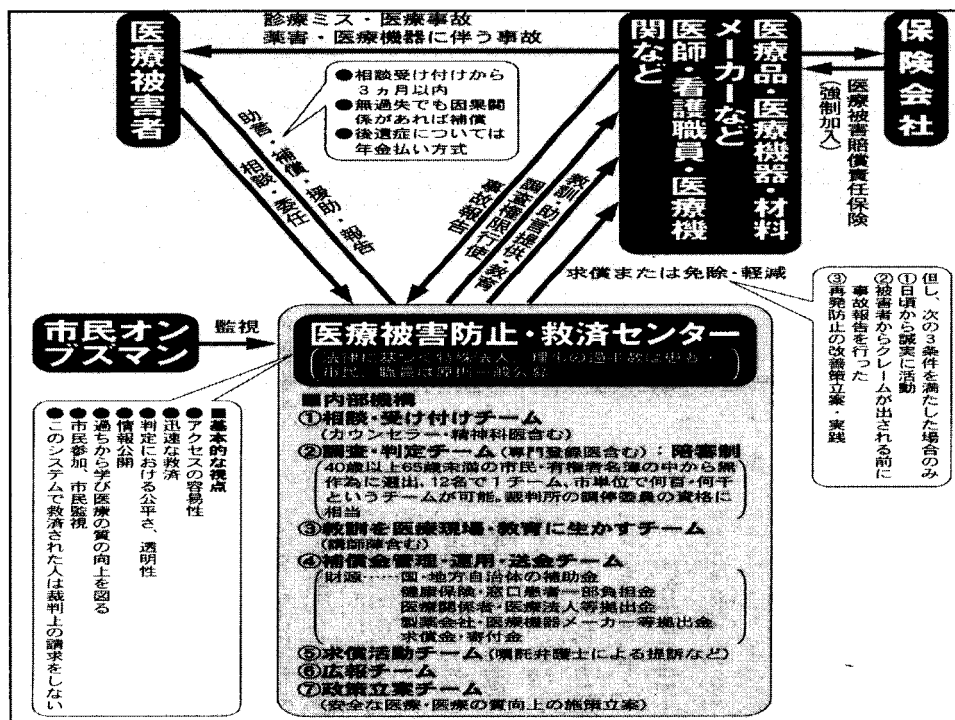 医療被害者
診療ミス・医療事故
薬害・医療機器に伴う事故
医療品・医療機器・材料
メーカーなど
医師・看護職員・医療機
関など
保険会社
医療被害賠償責任保険
(強制加入)
●相談受け付けから
3ヵ月以内
●無過失でも因果関
係があれば補償
●後遺症については
年金払い方式
助言・補償・援助・報告
相談・委任
事故報告
調査権限行使
教訓・助言提供・教育
求償または免除・軽減
但し、次の3条件を満たした場合のみ
①日頃から誠実に活動
②被害者からクレームが出される前に
事故報告を行った
③再発防止の改善策立案・実践
市民オン
ブズマン
監視
医療被害防止・救済センター
法律に基づく特殊法人、理事の過半数は患者・
市民、職員は原則一般公募
■内部機構
①相談・受け付けチーム
(カウンセラー・精神科医含む)
②調査・判定チーム(専門登録医含む):陪審制
40歳以上65歳未満の市民・有権者名簿の中から無
作為に選出、12名で1チーム、市単位で何百・何千
というチームが可能。裁判所の調停委員の資格に
相当
③教訓を医療現場・教育に生かすチーム
(講師陣含む)
④補償金管理・運用・送金チーム
財源……国・地方自治体の補助金
健康保険・窓口患者一部負担金
医療関係者・医療法人等拠出金
製薬会社・医療機器メーカー等拠出金
求償金・寄付金
⑤求償活動チーム(嘱託弁護士による提訴など)
⑥広報チーム
⑦政策立案チーム
(安全な医療・医療の質向上の施策立案)
■基本的な視点
●アクセスの容易性
●迅速な救済
●判定における公平さ、透明性
●情報公開
●過ちから学び医療の質の向上を図る
●市民参加、市民監視
●このシステムで救済された人は裁判上の請求をしない